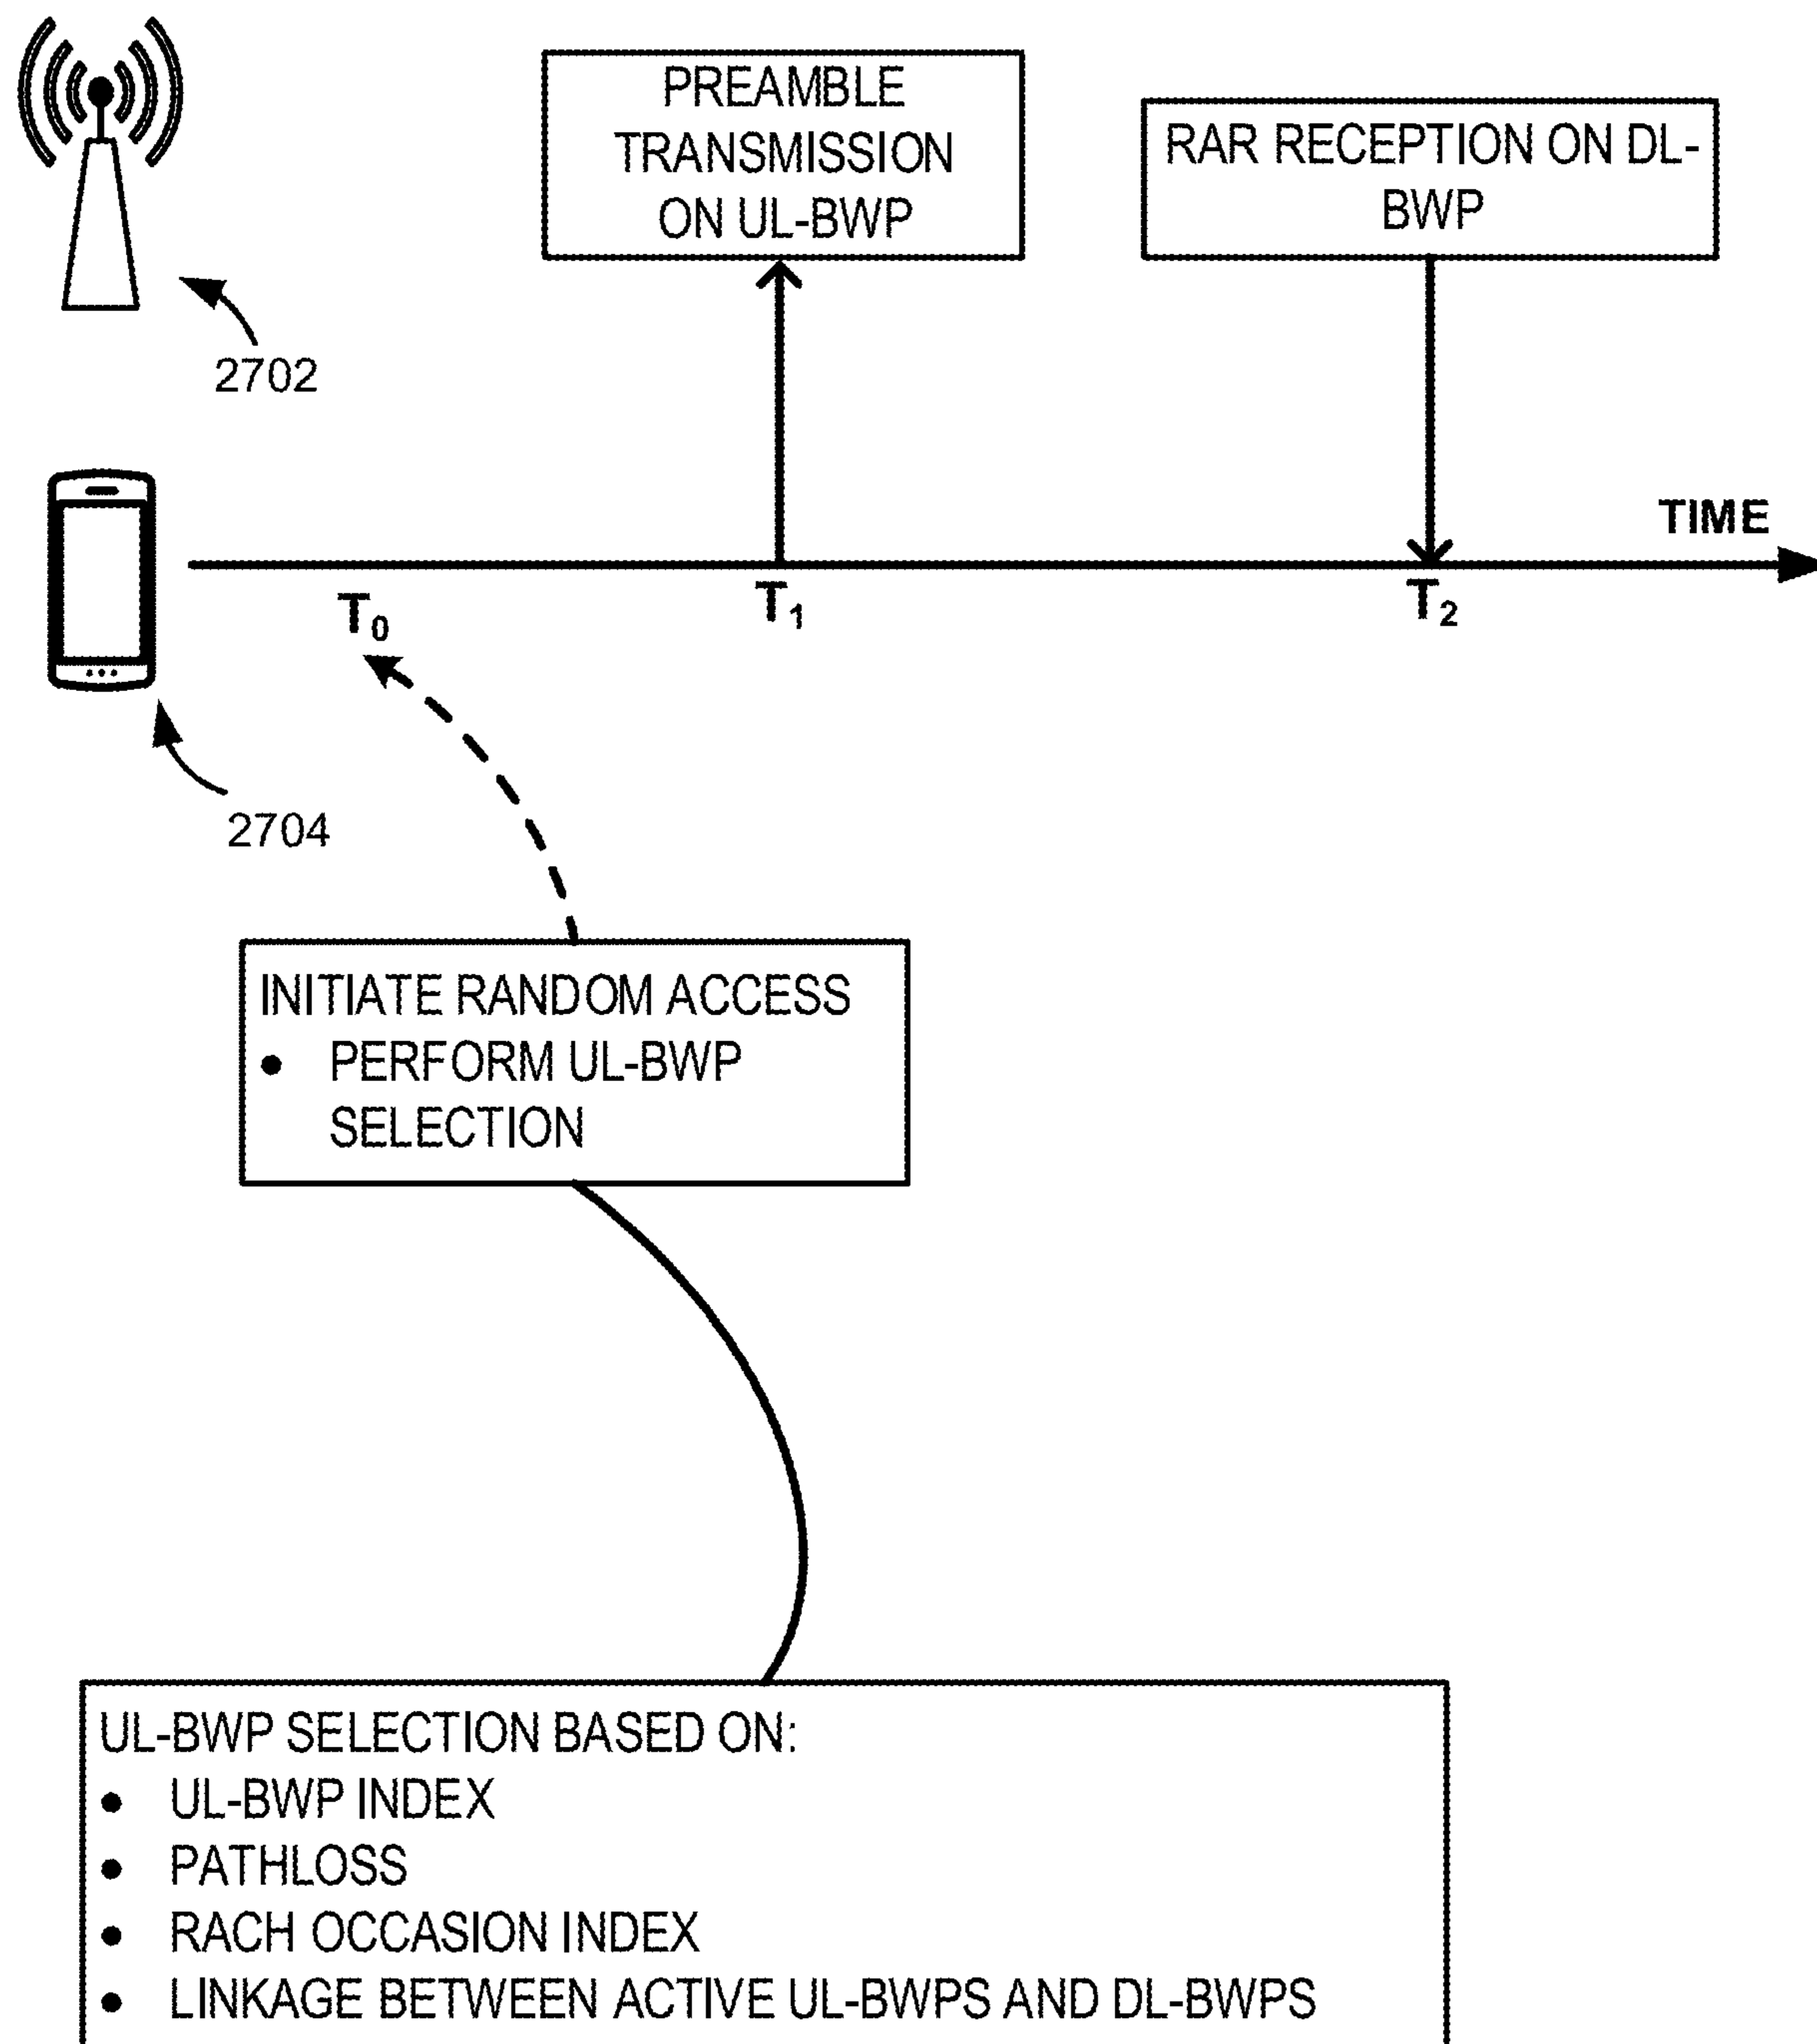 PREAMBLE
TRANSMISSION
ON UL-BWP
RAR RECEPTION ON DL-
BWP
2702
TIME
T₀
T₁
T₂
2704
INITIATE RANDOM ACCESS
• PERFORM UL-BWP
SELECTION
UL-BWP SELECTION BASED ON:
• UL-BWP INDEX
• PATHLOSS
• RACH OCCASION INDEX
• LINKAGE BETWEEN ACTIVE UL-BWPS AND DL-BWPS